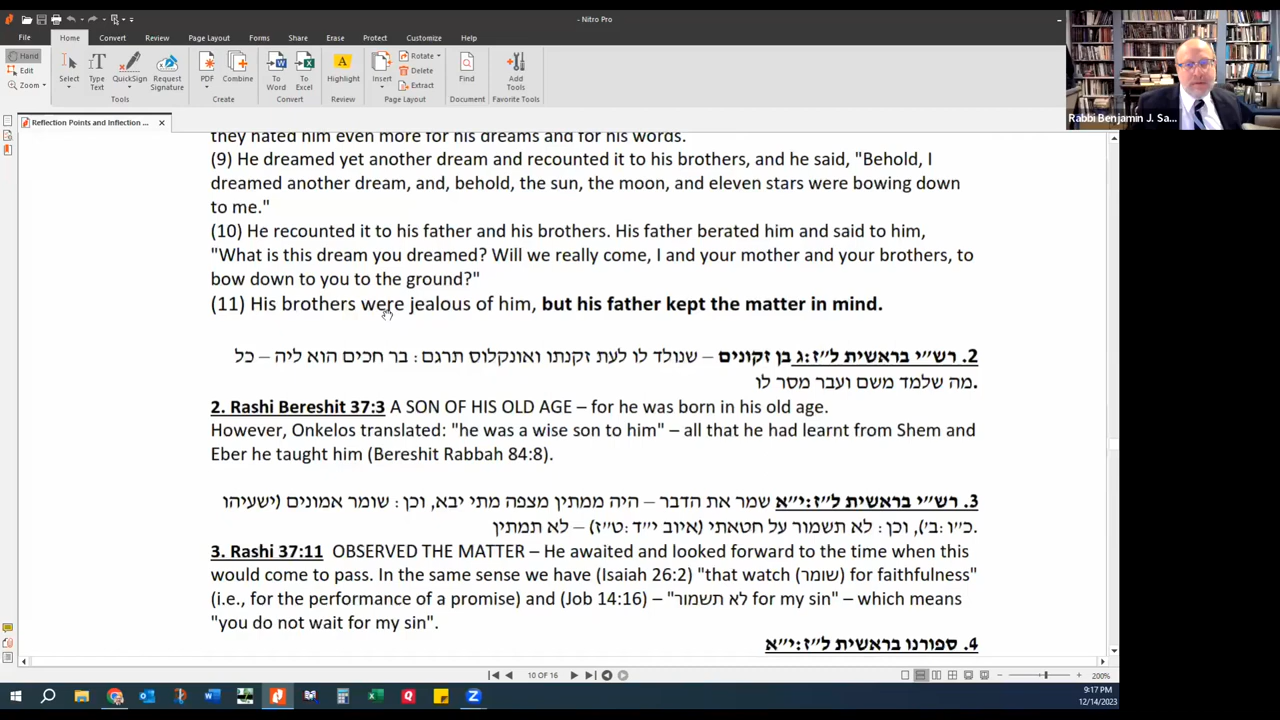 - Nitro Pro
File Home Convert Review Page Layout Forms Share Erase Protect Customize Help
Hand
Edit
Zoom
Select
Type Text
QuickSign
Request Signature
Tools
PDF
Combine
Create
To Word
To Excel
Convert
Highlight
Review
Insert
Rotate
Delete
Extract
Page Layout
Find
Document
Add Tools
Favorite Tools
Rabbi Benjamin J. Sa...
Reflection Points and Inflection ...
they hated him even more for his dreams and for his words.
(9) He dreamed yet another dream and recounted it to his brothers, and he said, "Behold, I
dreamed another dream, and, behold, the sun, the moon, and eleven stars were bowing down
to me."
(10) He recounted it to his father and his brothers. His father berated him and said to him,
"What is this dream you dreamed? Will we really come, I and your mother and your brothers, to
bow down to you to the ground?"
(11) His brothers were jealous of him, but his father kept the matter in mind.
2. רש״י בראשית ל״ז:ג בן זקונים – שנולד לו לעת זקנתו ואונקלוס תרגם: בר חכים הוא ליה – כל
מה שלמד משם ועבר מסר לו.
2. Rashi Bereshit 37:3 A SON OF HIS OLD AGE – for he was born in his old age.
However, Onkelos translated: "he was a wise son to him" – all that he had learnt from Shem and
Eber he taught him (Bereshit Rabbah 84:8).
3. רש״י בראשית ל״ז:י״א שמר את הדבר – היה ממתין מצפה מתי יבא, וכן: שומר אמונים (ישעיהו
כ״ו:ב׳), וכן: לא תשמור על חטאתי (איוב י״ד:ט״ז) – לא תמתין.
3. Rashi 37:11 OBSERVED THE MATTER – He awaited and looked forward to the time when this
would come to pass. In the same sense we have (Isaiah 26:2) "that watch (שומר) for faithfulness"
(i.e., for the performance of a promise) and (Job 14:16) – "לא תשמור for my sin" – which means
"you do not wait for my sin".
4. ספורנו בראשית ל״ז:י״א
10 OF 16
200%
9:17 PM
12/14/2023